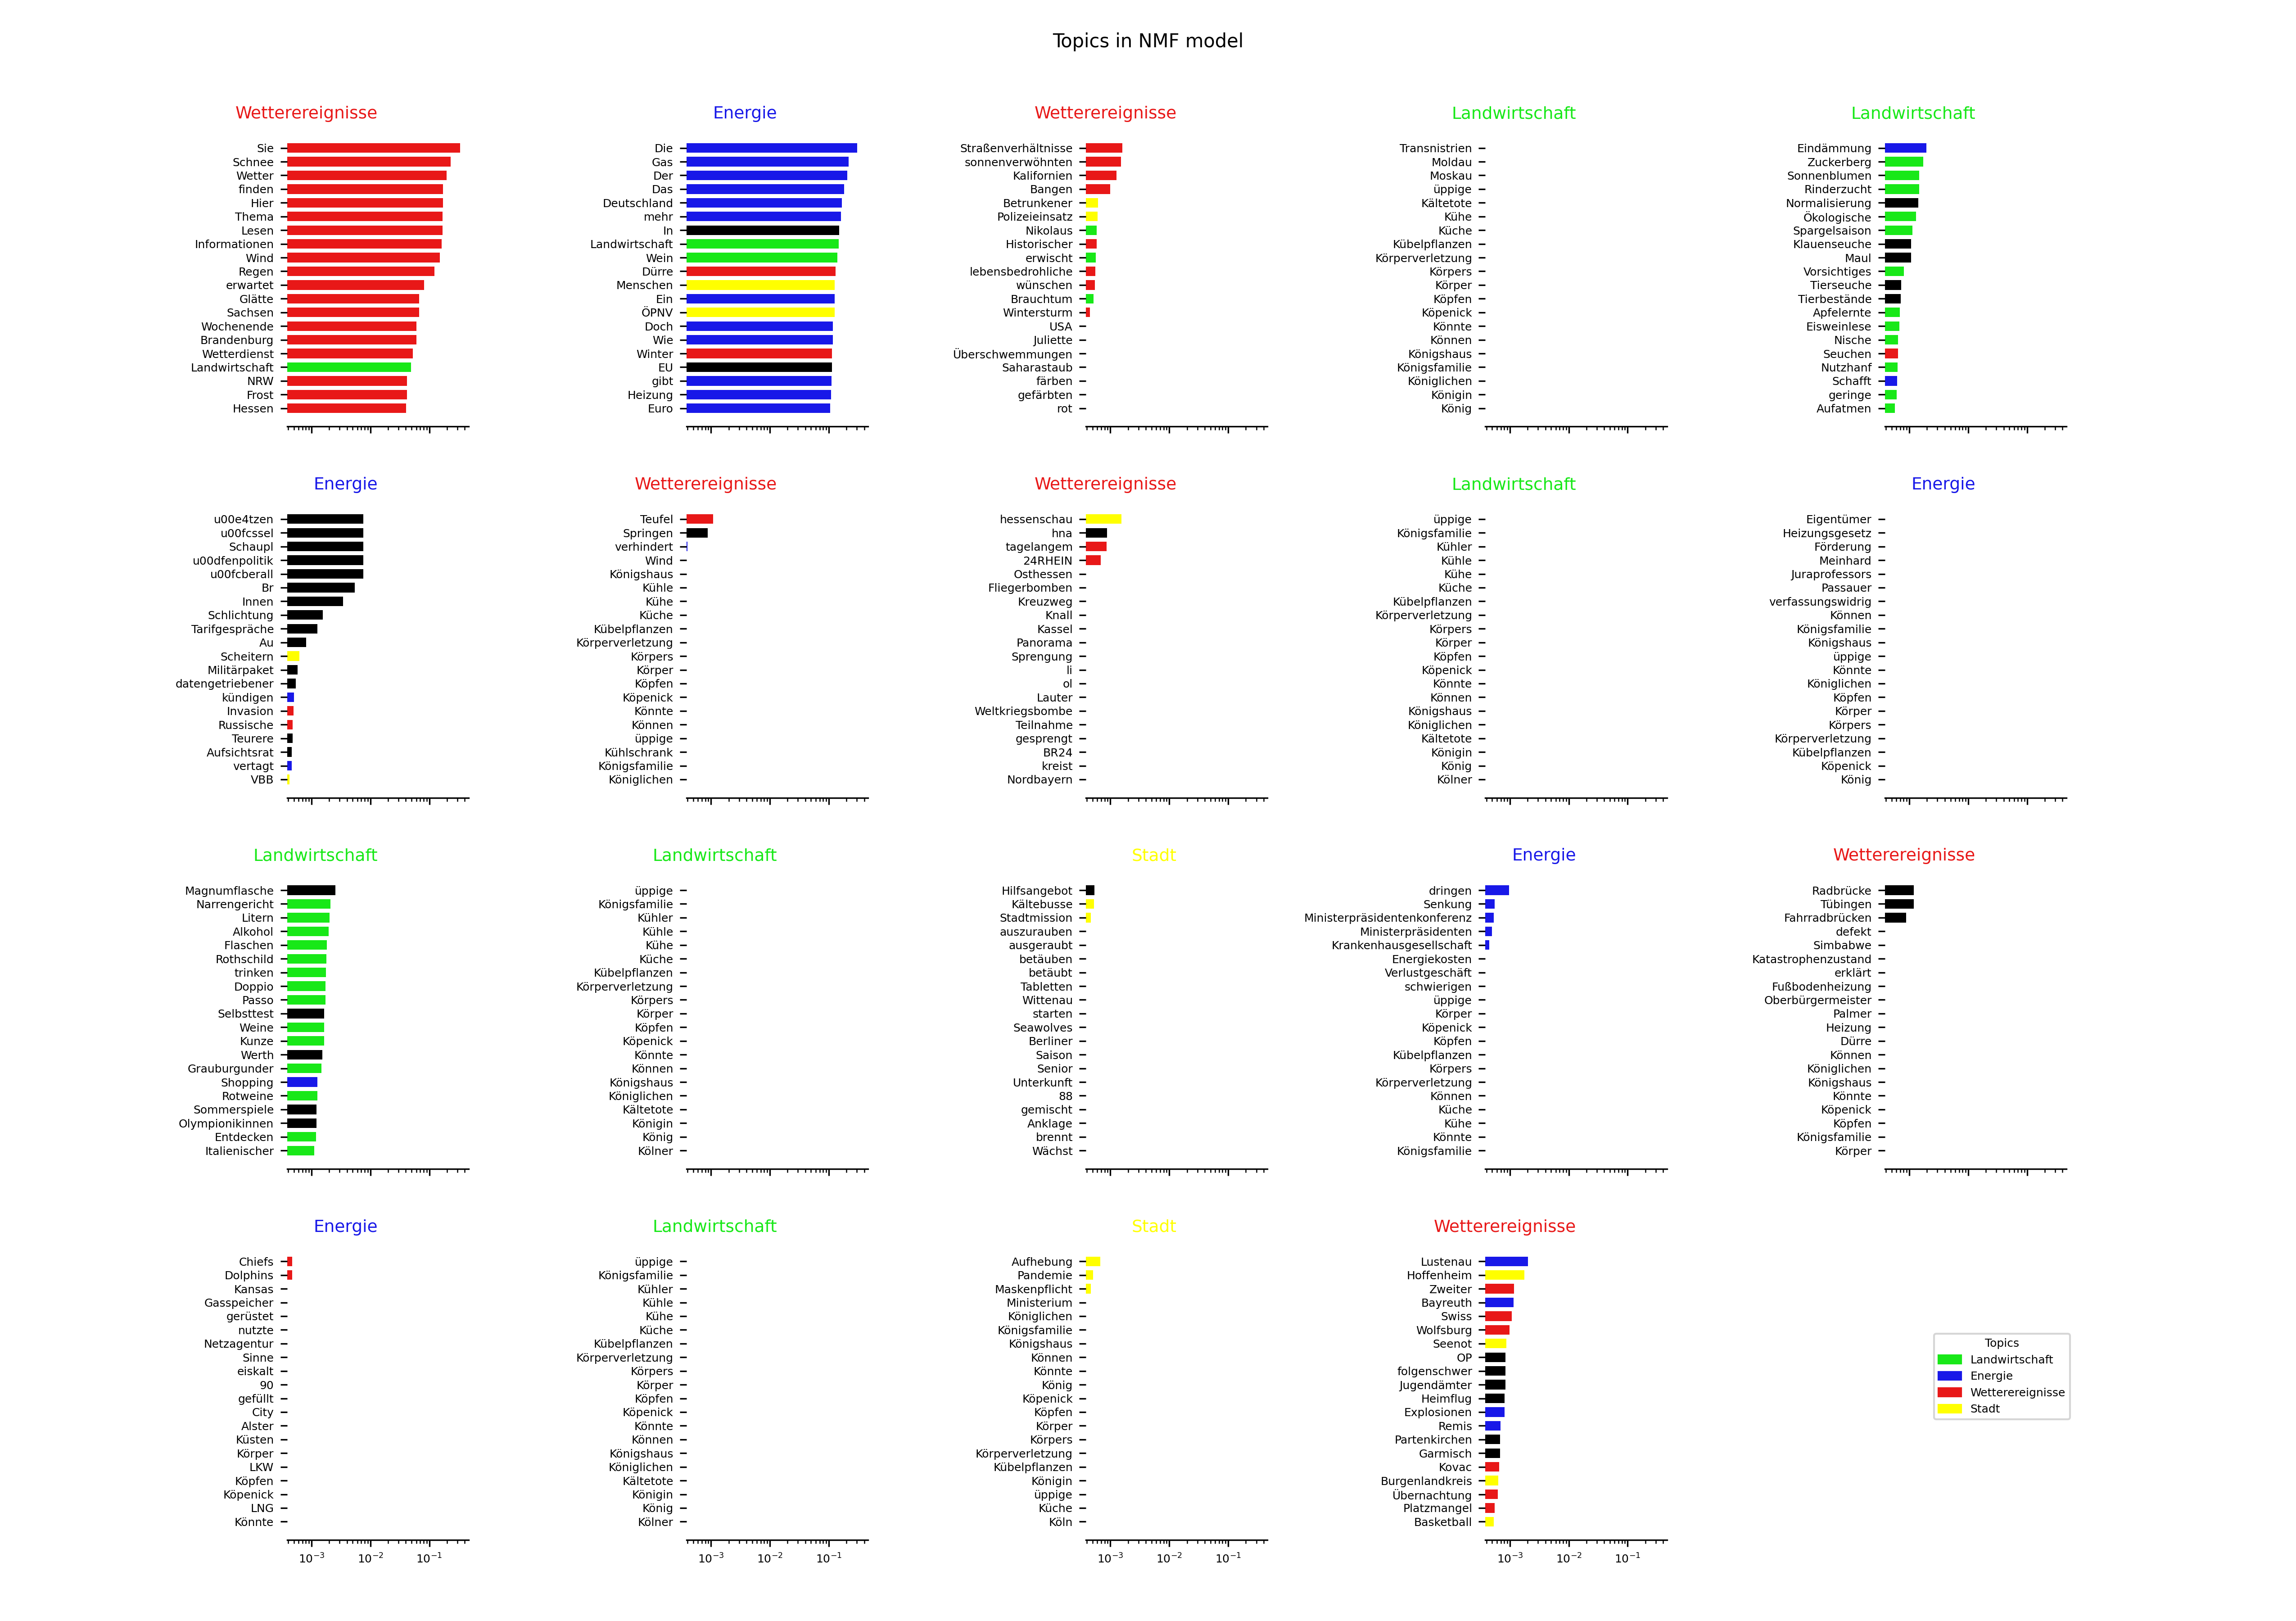 Topics in NMF model
Wetterereignisse
Sie
Schnee
Wetter
finden
Hier
Thema
Lesen
Informationen
Wind
Regen
erwartet
Glätte
Sachsen
Wochenende
Brandenburg
Wetterdienst
Landwirtschaft
NRW
Frost
Hessen
Energie
Die
Gas
Der
Das
Deutschland
mehr
In
Landwirtschaft
Wein
Dürre
Menschen
Ein
ÖPNV
Doch
Wie
Winter
EU
gibt
Heizung
Euro
Wetterereignisse
Straßenverhältnisse
sonnenverwöhnten
Kalifornien
Bangen
Betrunkener
Polizeieinsatz
Nikolaus
Historischer
erwischt
lebensbedrohliche
wünschen
Brauchtum
Wintersturm
USA
Juliette
Überschwemmungen
Saharastaub
färben
gefärbten
rot
Landwirtschaft
Transnistrien
Moldau
Moskau
üppige
Kältetote
Kühe
Küche
Kübelpflanzen
Körperverletzung
Körpers
Körper
Köpfen
Köpenick
Könnte
Können
Königshaus
Königsfamilie
Königlichen
Königin
König
Landwirtschaft
Eindämmung
Zuckerberg
Sonnenblumen
Rinderzucht
Normalisierung
Ökologische
Spargelsaison
Klauenseuche
Maul
Vorsichtiges
Tierseuche
Tierbestände
Apfelernte
Eisweinlese
Nische
Seuchen
Nutzhanf
Schafft
geringe
Aufatmen
Energie
u00e4tzen
u00fcssel
Schaupl
u00dfenpolitik
u00fcberall
Br
Innen
Schlichtung
Tarifgespräche
Au
Scheitern
Militärpaket
datengetriebener
kündigen
Invasion
Russische
Teurere
Aufsichtsrat
vertagt
VBB
Wetterereignisse
Teufel
Springen
verhindert
Wind
Königshaus
Kühle
Kühe
Küche
Kübelpflanzen
Körperverletzung
Körpers
Körper
Köpfen
Köpenick
Könnte
Können
üppige
Kühlschrank
Königsfamilie
Königlichen
Wetterereignisse
hessenschau
hna
tagelangem
24RHEIN
Osthessen
Fliegerbomben
Kreuzweg
Knall
Kassel
Panorama
Sprengung
li
ol
Lauter
Weltkriegsbombe
Teilnahme
gesprengt
BR24
kreist
Nordbayern
Landwirtschaft
üppige
Königsfamilie
Kühler
Kühle
Kühe
Küche
Kübelpflanzen
Körperverletzung
Körpers
Körper
Köpfen
Köpenick
Könnte
Können
Königshaus
Königlichen
Kältetote
Königin
König
Kölner
Energie
Eigentümer
Heizungsgesetz
Förderung
Meinhard
Juraprofessors
Passauer
verfassungswidrig
Können
Königsfamilie
Königshaus
üppige
Könnte
Königlichen
Köpfen
Körper
Körpers
Körperverletzung
Kübelpflanzen
Köpenick
König
Landwirtschaft
Magnumflasche
Narrengericht
Litern
Alkohol
Flaschen
Rothschild
trinken
Doppio
Passo
Selbsttest
Weine
Kunze
Werth
Grauburgunder
Shopping
Rotweine
Sommerspiele
Olympionikinnen
Entdecken
Italienischer
Landwirtschaft
üppige
Königsfamilie
Kühler
Kühle
Kühe
Küche
Kübelpflanzen
Körperverletzung
Körpers
Körper
Köpfen
Köpenick
Könnte
Können
Königshaus
Königlichen
Kältetote
Königin
König
Kölner
Stadt
Hilfsangebot
Kältebusse
Stadtmission
auszurauben
ausgeraubt
betäuben
betäubt
Tabletten
Wittenau
starten
Seawolves
Berliner
Saison
Senior
Unterkunft
88
gemischt
Anklage
brennt
Wächst
Energie
dringen
Senkung
Ministerpräsidentenkonferenz
Ministerpräsidenten
Krankenhausgesellschaft
Energiekosten
Verlustgeschäft
schwierigen
üppige
Körper
Köpenick
Köpfen
Kübelpflanzen
Körpers
Körperverletzung
Können
Küche
Kühe
Könnte
Königsfamilie
Wetterereignisse
Radbrücke
Tübingen
Fahrradbrücken
defekt
Simbabwe
Katastrophenzustand
erklärt
Fußbodenheizung
Oberbürgermeister
Palmer
Heizung
Dürre
Können
Königlichen
Königshaus
Könnte
Köpenick
Köpfen
Königsfamilie
Körper
Energie
Chiefs
Dolphins
Kansas
Gasspeicher
gerüstet
nutzte
Netzagentur
Sinne
eiskalt
90
gefüllt
City
Alster
Küsten
Körper
LKW
Köpfen
Köpenick
LNG
Könnte
10⁻³ 10⁻² 10⁻¹
Landwirtschaft
üppige
Königsfamilie
Kühler
Kühle
Kühe
Küche
Kübelpflanzen
Körperverletzung
Körpers
Körper
Köpfen
Köpenick
Könnte
Können
Königshaus
Königlichen
Kältetote
Königin
König
Kölner
10⁻³ 10⁻² 10⁻¹
Stadt
Aufhebung
Pandemie
Maskenpflicht
Ministerium
Königlichen
Königsfamilie
Königshaus
Können
Könnte
König
Köpenick
Köpfen
Körper
Körpers
Körperverletzung
Kübelpflanzen
Königin
üppige
Küche
Köln
10⁻³ 10⁻² 10⁻¹
Wetterereignisse
Lustenau
Hoffenheim
Zweiter
Bayreuth
Swiss
Wolfsburg
Seenot
OP
folgenschwer
Jugendämter
Heimflug
Explosionen
Remis
Partenkirchen
Garmisch
Kovac
Burgenlandkreis
Übernachtung
Platzmangel
Basketball
10⁻³ 10⁻² 10⁻¹
Topics
Landwirtschaft
Energie
Wetterereignisse
Stadt